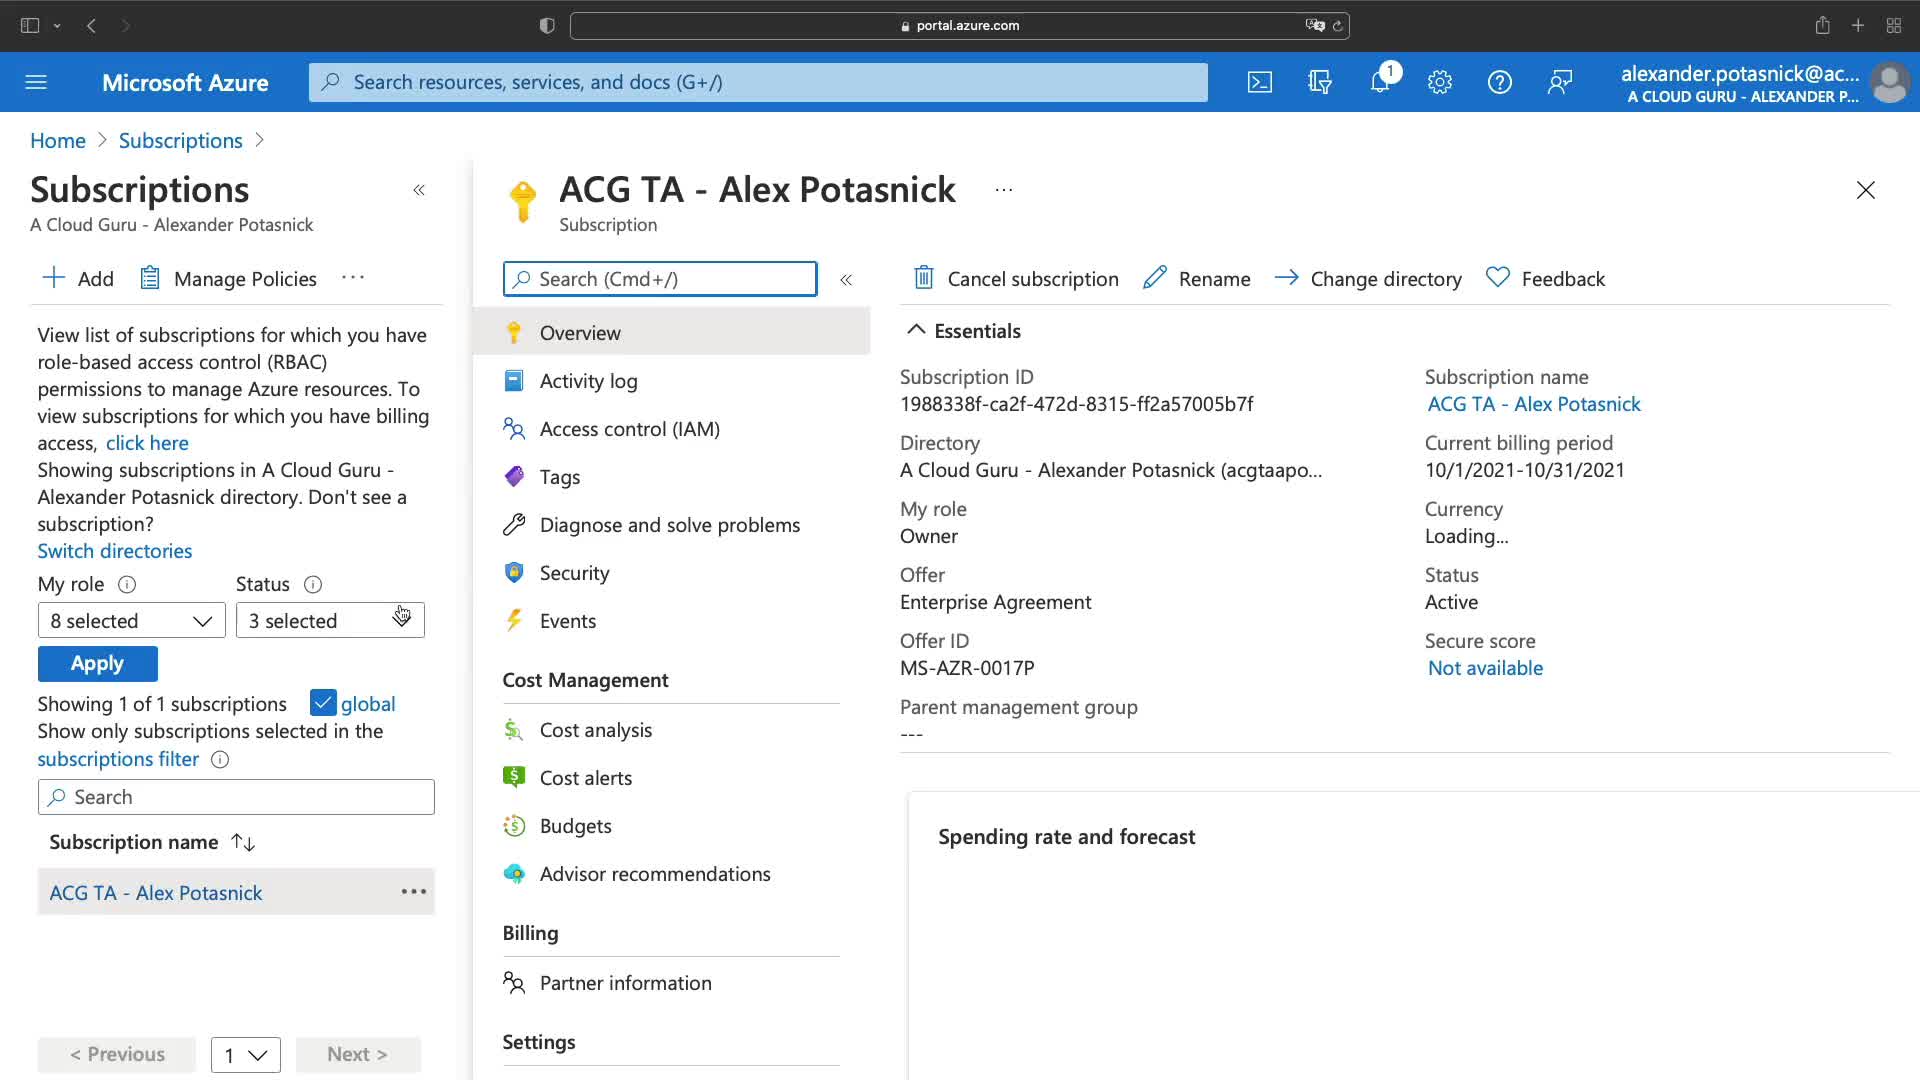 portal.azure.com
Microsoft Azure
Search resources, services, and docs (G+/)
1
alexander.potasnick@ac...
A CLOUD GURU - ALEXANDER P...
Home > Subscriptions >
Subscriptions
A Cloud Guru - Alexander Potasnick
+ Add
Manage Policies
...
View list of subscriptions for which you have
role-based access control (RBAC)
permissions to manage Azure resources. To
view subscriptions for which you have billing
access, click here
Showing subscriptions in A Cloud Guru -
Alexander Potasnick directory. Don't see a
subscription?
Switch directories
My role
Status
8 selected
3 selected
Apply
Showing 1 of 1 subscriptions
global
Show only subscriptions selected in the
subscriptions filter
Search
Subscription name
ACG TA - Alex Potasnick
...
< Previous
1
Next >
ACG TA - Alex Potasnick
...
Subscription
Search (Cmd+/)
Overview
Activity log
Access control (IAM)
Tags
Diagnose and solve problems
Security
Events
Cost Management
Cost analysis
Cost alerts
Budgets
Advisor recommendations
Billing
Partner information
Settings
Cancel subscription
Rename
Change directory
Feedback
Essentials
Subscription ID
1988338f-ca2f-472d-8315-ff2a57005b7f
Directory
A Cloud Guru - Alexander Potasnick (acgtaapo...
My role
Owner
Offer
Enterprise Agreement
Offer ID
MS-AZR-0017P
Parent management group
---
Subscription name
ACG TA - Alex Potasnick
Current billing period
10/1/2021-10/31/2021
Currency
Loading...
Status
Active
Secure score
Not available
Spending rate and forecast